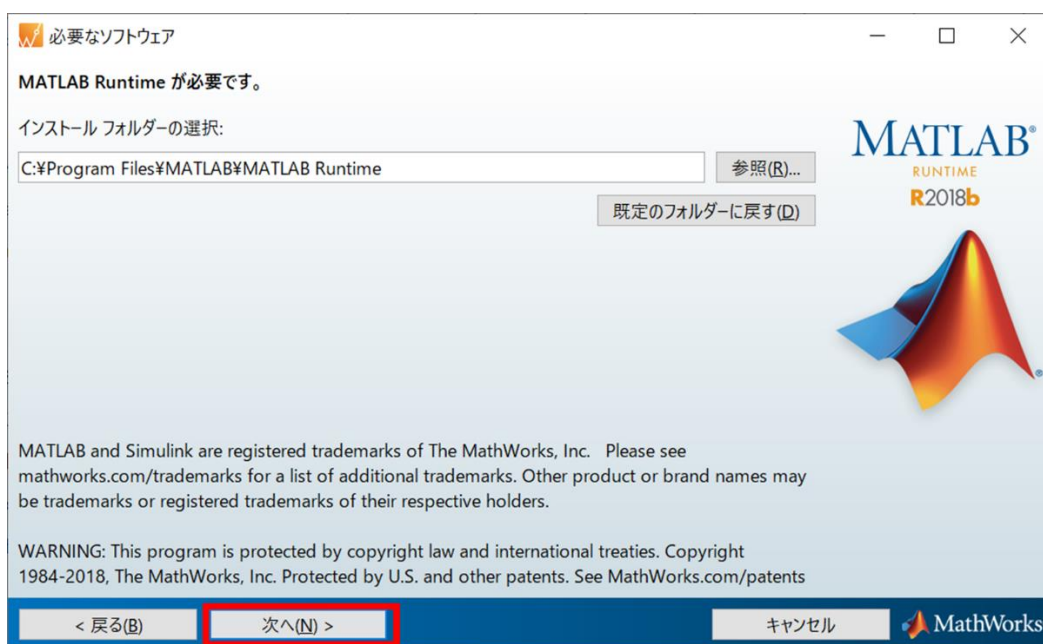 必要なソフトウェア
MATLAB Runtime が必要です。
インストール フォルダーの選択:
C:¥Program Files¥MATLAB¥MATLAB Runtime
参照(R)...
既定のフォルダーに戻す(D)
MATLAB®
RUNTIME
R2018b
®
MATLAB and Simulink are registered trademarks of The MathWorks, Inc.   Please see
mathworks.com/trademarks for a list of additional trademarks. Other product or brand names may
be trademarks or registered trademarks of their respective holders.
WARNING: This program is protected by copyright law and international treaties. Copyright
1984-2018, The MathWorks, Inc. Protected by U.S. and other patents. See MathWorks.com/patents
< 戻る(B)
次へ(N) >
キャンセル
MathWorks